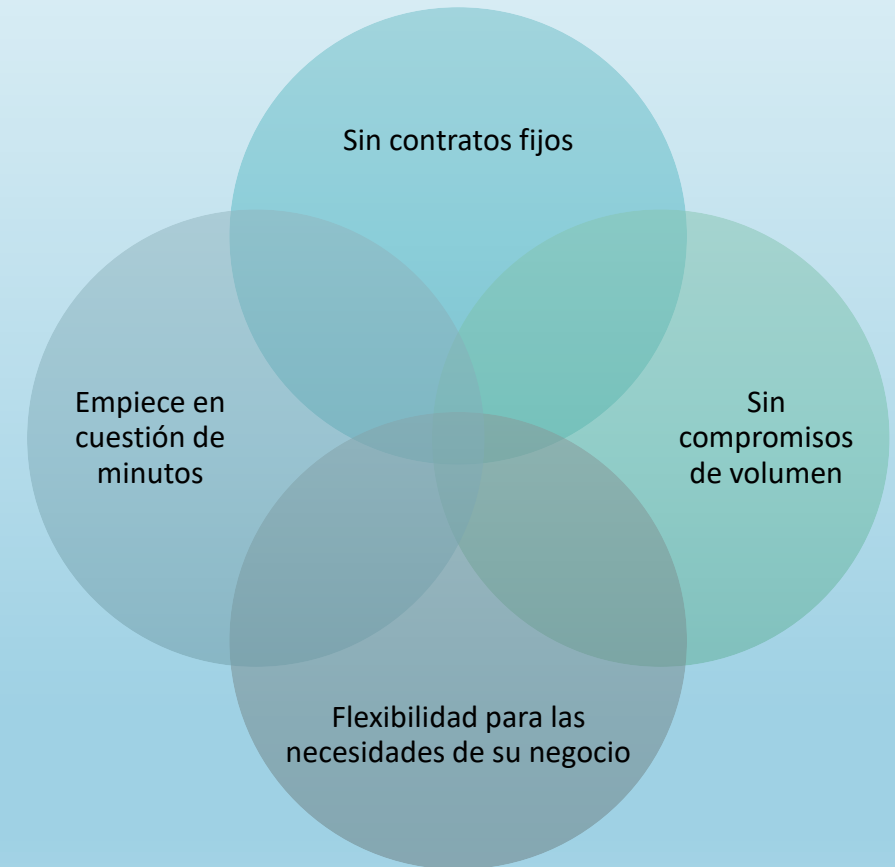 Sin contratos fijos
Empiece en
cuestión de
minutos
Sin
compromisos
de volumen
Flexibilidad para las
necesidades de su negocio